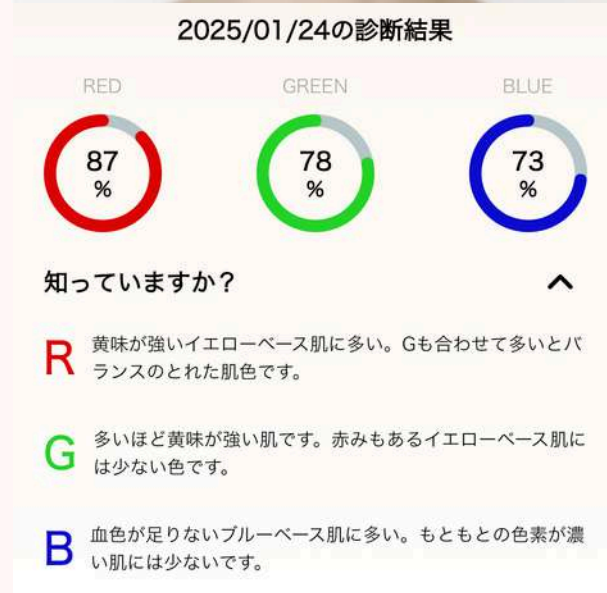 2025/01/24の診断結果
RED GREEN BLUE
87 78 73
% % %
知っていますか？
R 黄味が強いイエローベース肌に多い。Gも合わせて多いとバ
ランスのとれた肌色です。
G 多いほど黄味が強い肌です。赤みもあるイエローベース肌に
は少ない色です。
B 血色が足りないブルーベース肌に多い。もともとの色素が濃
い肌には少ないです。